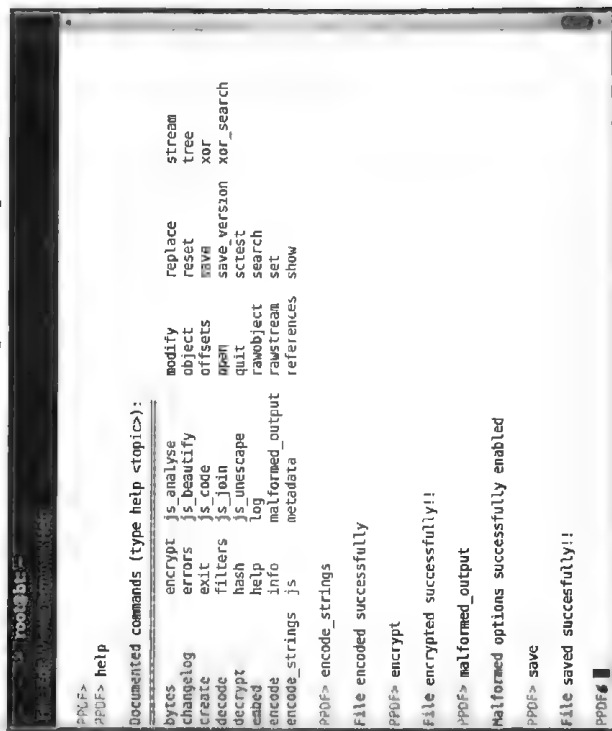 root@bt: ~
PPDF>
PPDF> help
Documented commands (type help <topic>):
bytes encrypt js_analyse modify replace stream
changelog errors js_beautify object reset tree
create exit js_code offsets save xor
decode filters js_join open save_version xor_search
decrypt hash js_unescape quit sctest
embed help log rawobject search
encode info malformed_output rawstream set
encode_strings js metadata references show
PPDF> encode_strings
File encoded successfully
PPDF> encrypt
File encrypted successfully!!
PPDF> malformed_output
Malformed options successfully enabled
PPDF> save
File saved succesfully!!
PPDF>